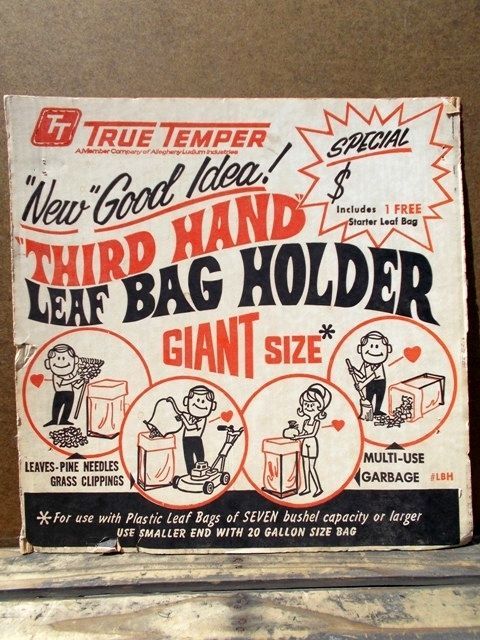 TT TRUE TEMPER
A Member Company of Allegheny Ludlum Industries
"New" Good Idea!
SPECIAL
$
Includes 1 FREE
Starter Leaf Bag
"THIRD HAND"
LEAF BAG HOLDER
GIANT SIZE*
LEAVES-PINE NEEDLES
GRASS CLIPPINGS
MULTI-USE
GARBAGE #LBH
*For use with Plastic Leaf Bags of SEVEN bushel capacity or larger
USE SMALLER END WITH 20 GALLON SIZE BAG